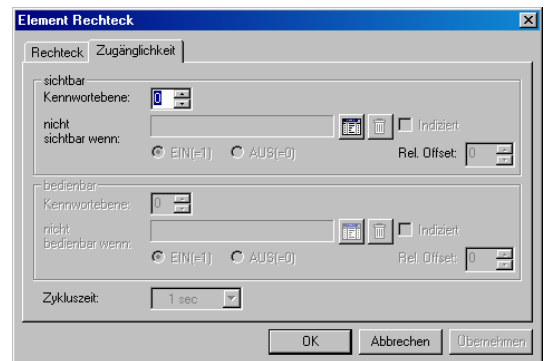 Element Rechteck
Rechteck Zugänglichkeit
sichtbar
Kennwortebene: 0
nicht
sichtbar wenn: Indiziert
EIN(=1) AUS(=0) Rel. Offset: 0
bedienbar
Kennwortebene: 0
nicht
bedienbar wenn: Indiziert
EIN(=1) AUS(=0) Rel. Offset: 0
Zykluszeit: 1 sec
OK Abbrechen Übernehmen